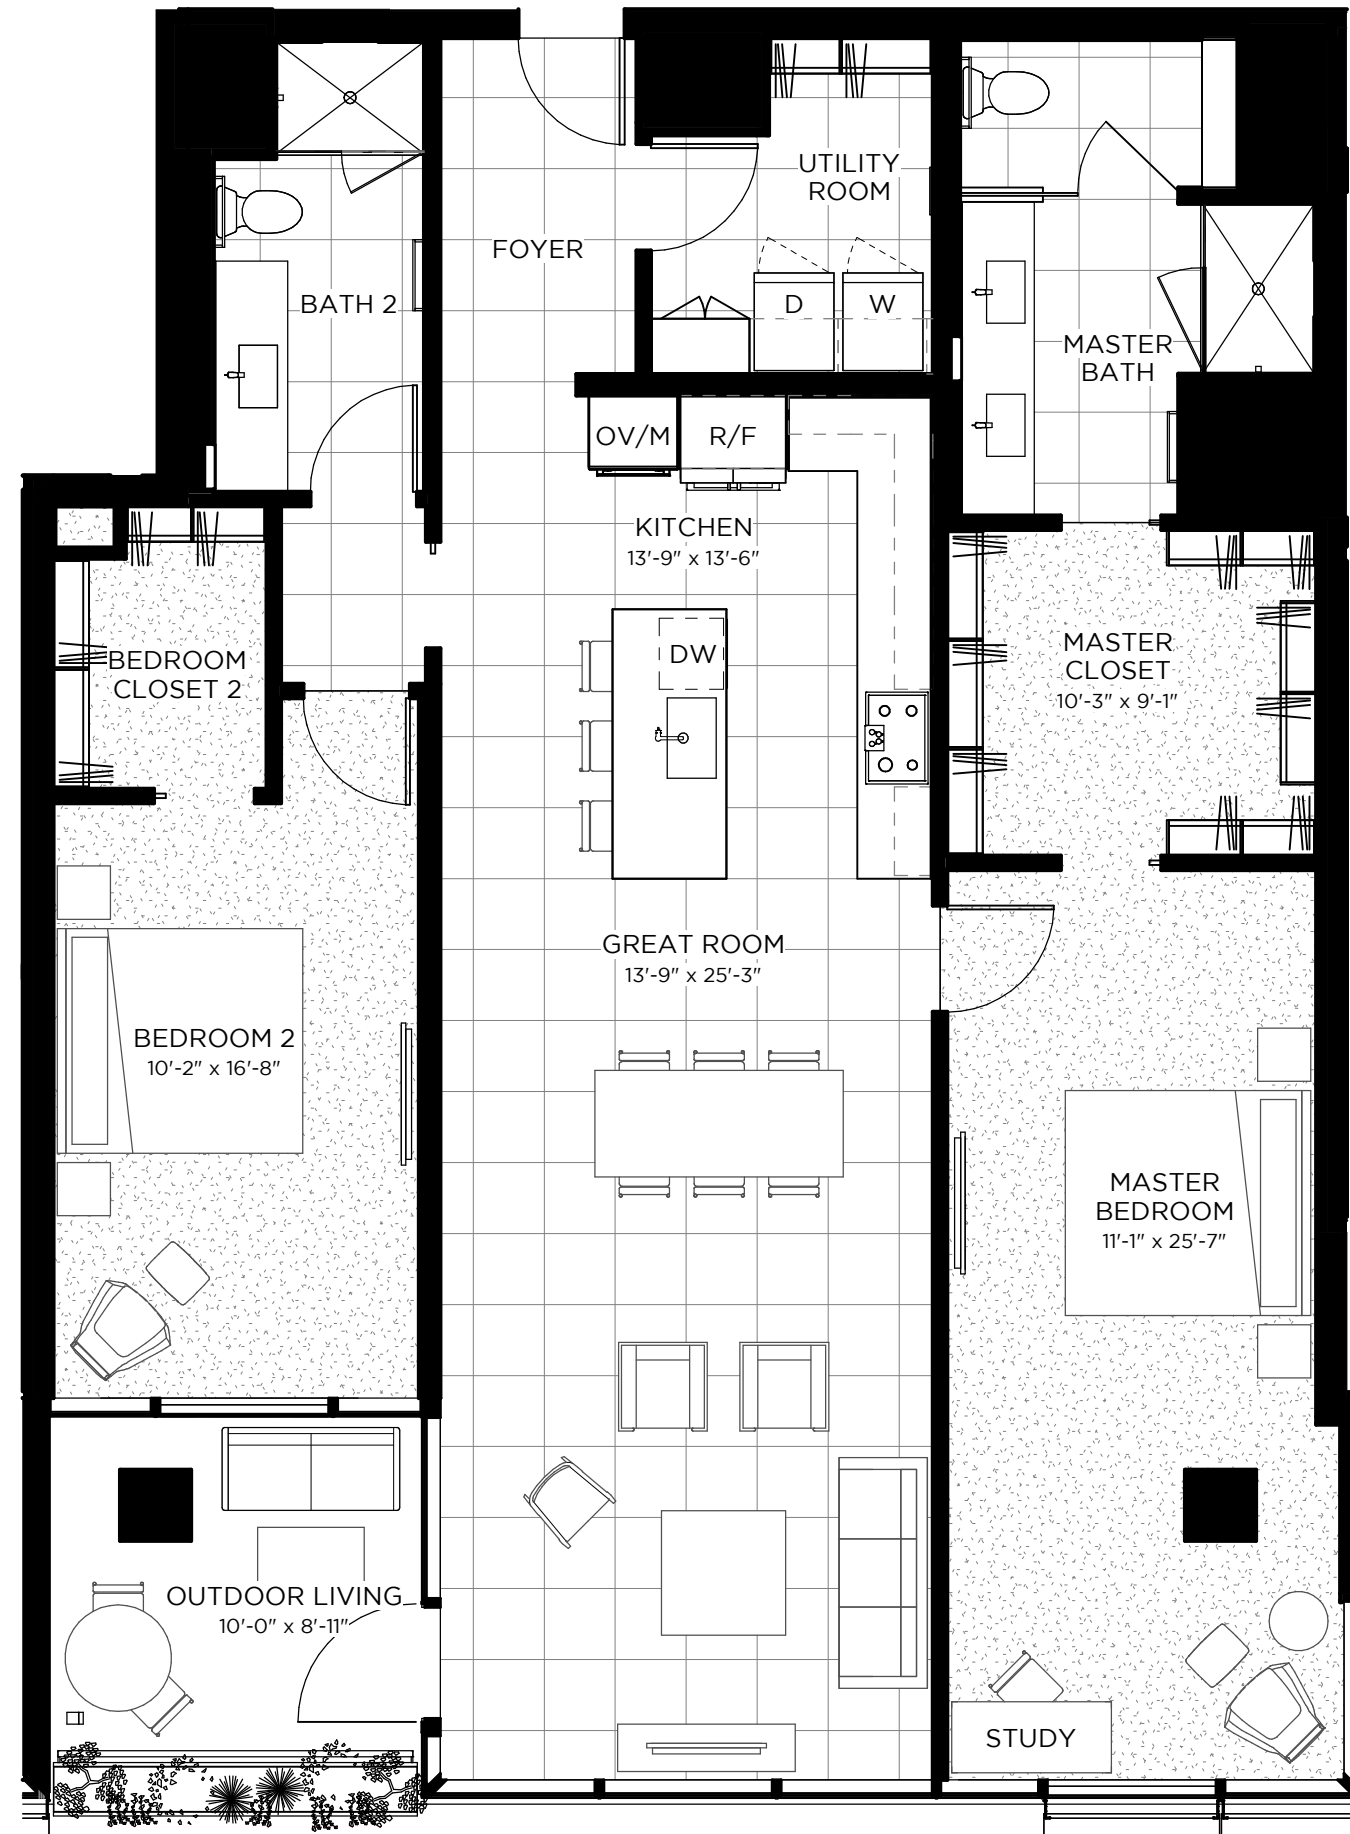 UTILITY
ROOM
FOYER
BATH 2
D
W
MASTER
BATH
OV/M
R/F
KITCHEN
13'-9" x 13'-6"
DW
BEDROOM
CLOSET 2
MASTER
CLOSET
10'-3" x 9'-1"
GREAT ROOM
13'-9" x 25'-3"
BEDROOM 2
10'-2" x 16'-8"
MASTER
BEDROOM
11'-1" x 25'-7"
OUTDOOR LIVING
10'-0" x 8'-11"
STUDY